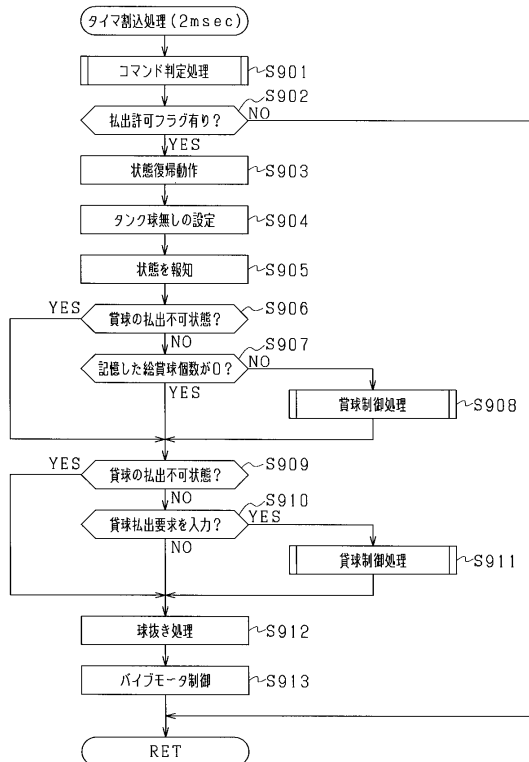 タイマ割込処理(2msec)
コマンド判定処理 S901
払出許可フラグ有り? S902
NO
YES
状態復帰動作 S903
タンク球無しの設定 S904
状態を報知 S905
YES 賞球の払出不可状態? S906
NO
記憶した総賞球個数が0? S907
NO
YES
賞球制御処理 S908
YES 貸球の払出不可状態? S909
NO
貸球払出要求を入力? S910
YES
NO
貸球制御処理 S911
球抜き処理 S912
バイブモータ制御 S913
RET